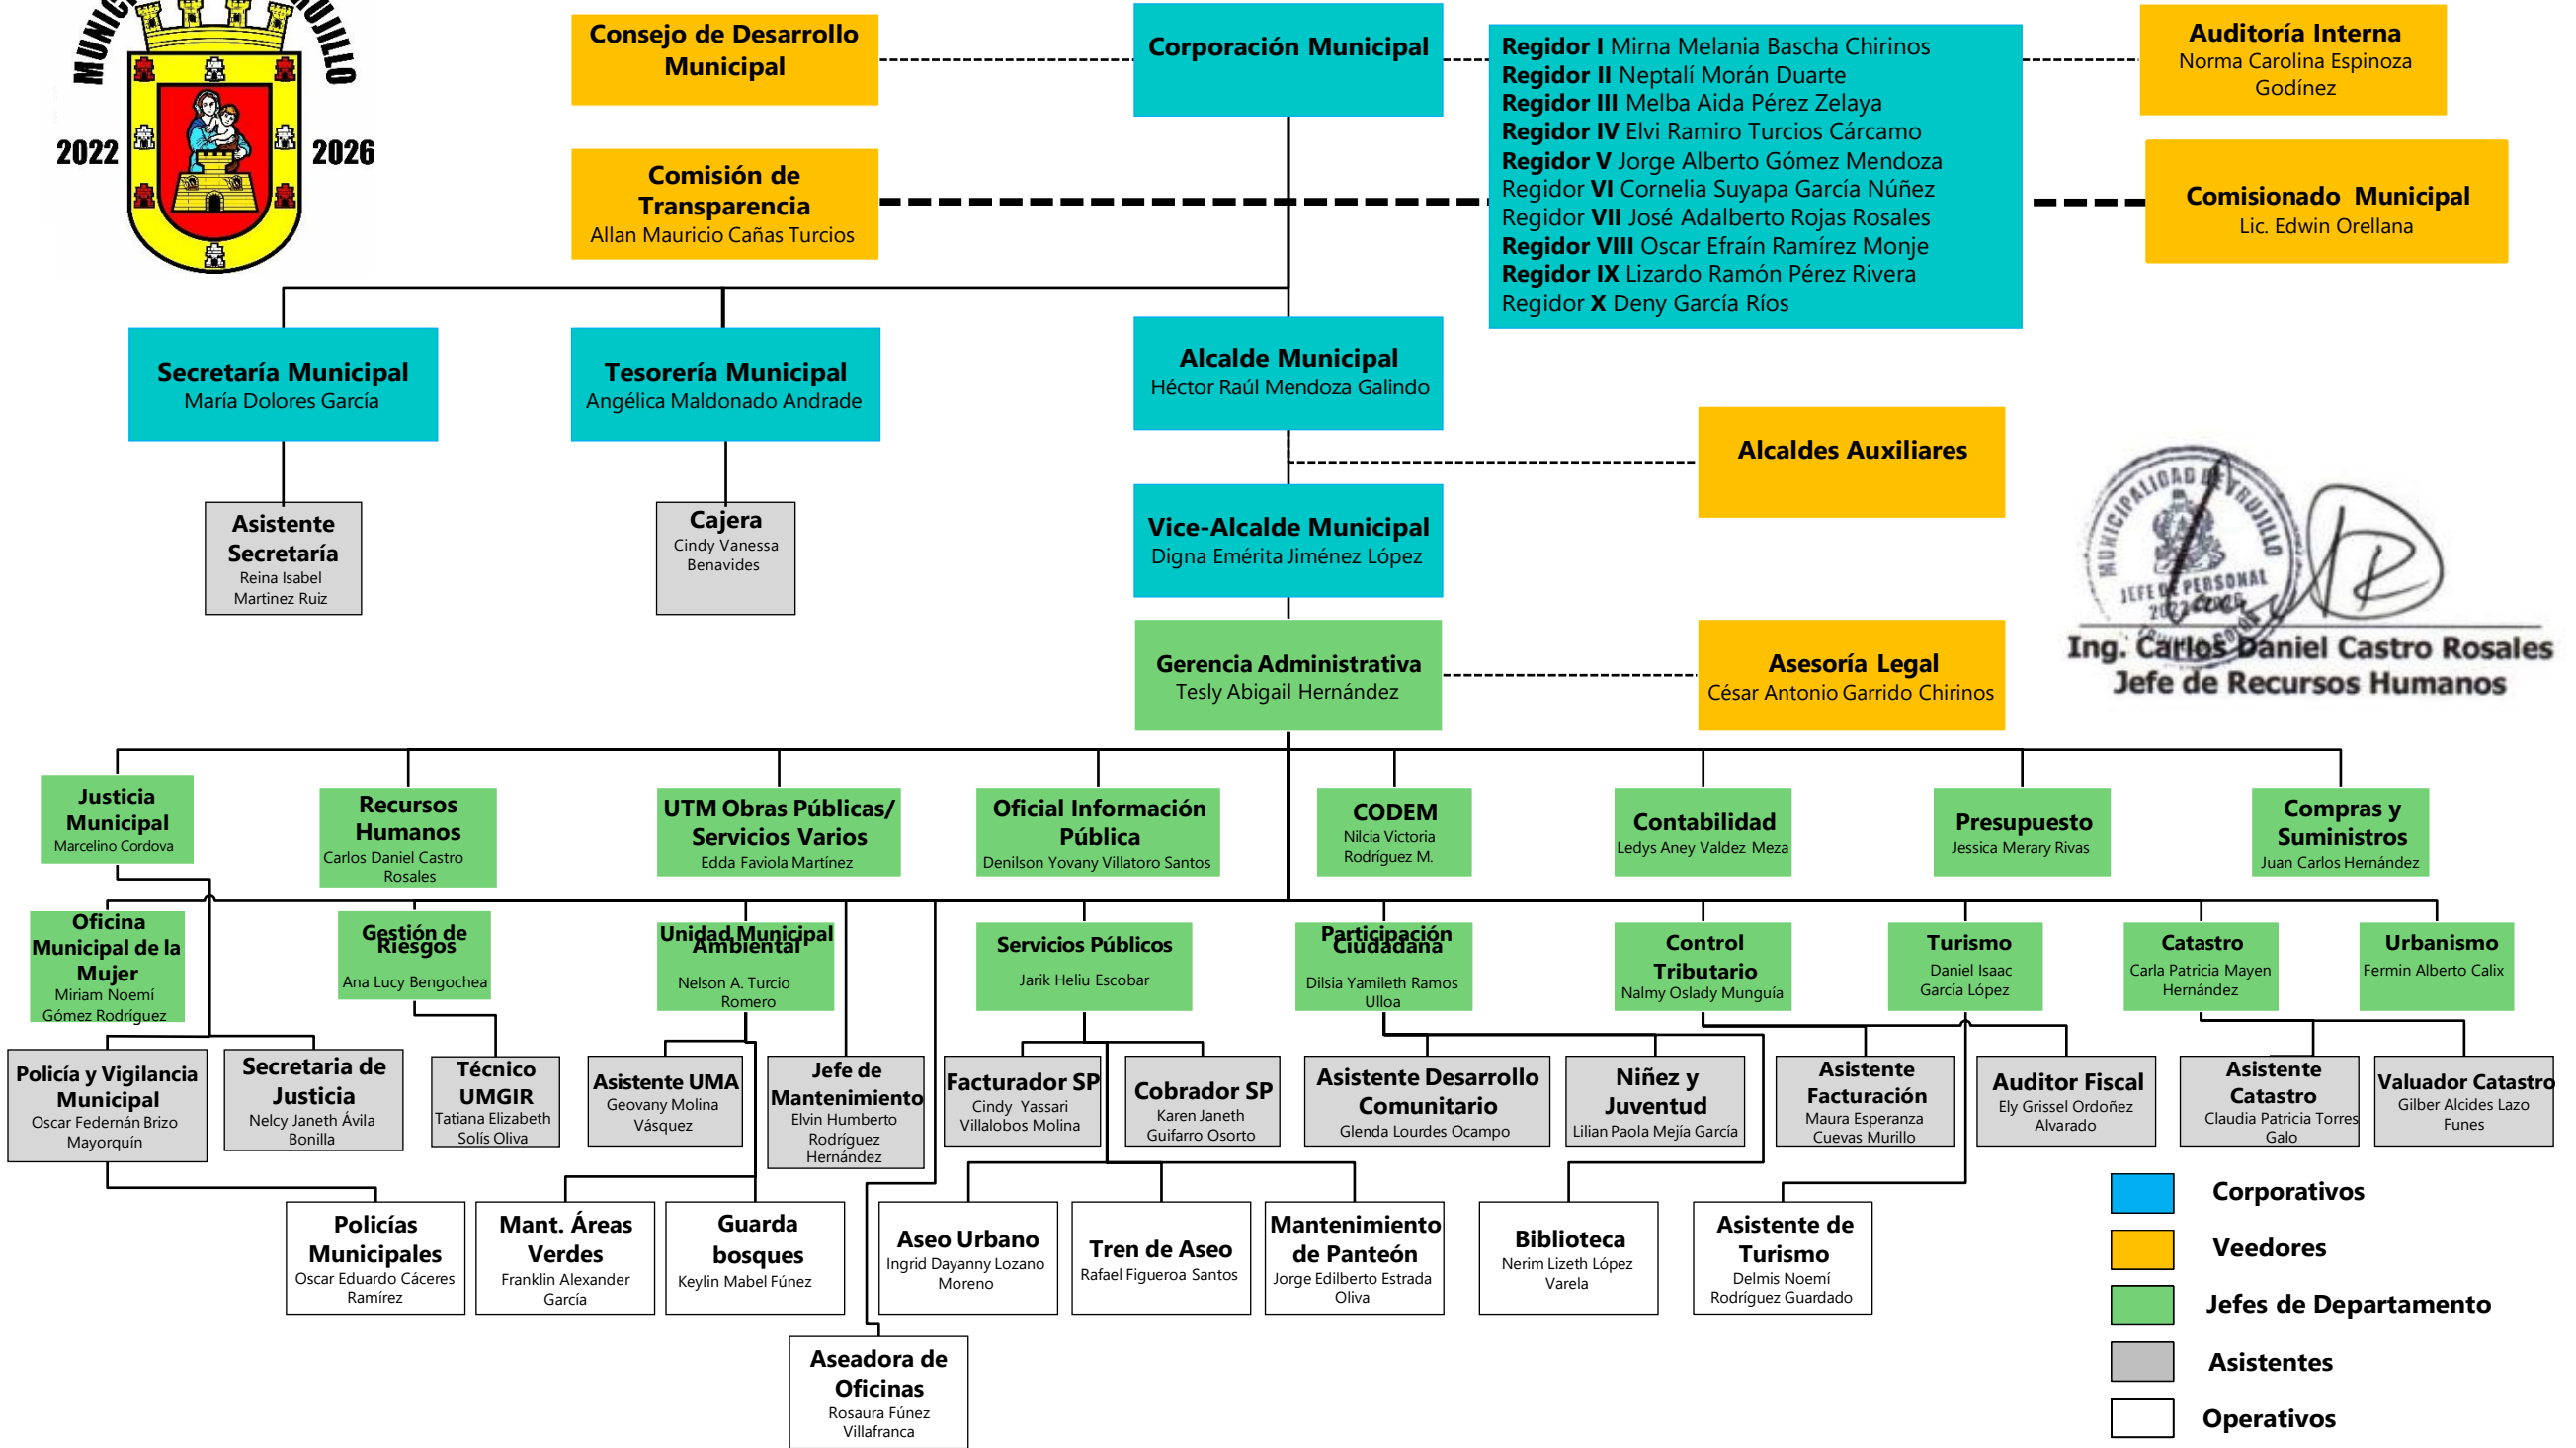 2022
2026
Consejo de Desarrollo
Municipal
Corporación Municipal
Regidor I Mirna Melania Bascha Chirinos
Regidor II Neptalí Morán Duarte
Regidor III Melba Aida Pérez Zelaya
Regidor IV Elvi Ramiro Turcios Cárcamo
Regidor V Jorge Alberto Gómez Mendoza
Regidor VI Cornelia Suyapa García Núñez
Regidor VII José Adalberto Rojas Rosales
Regidor VIII Oscar Efraín Ramírez Monje
Regidor IX Lizardo Ramón Pérez Rivera
Regidor X Deny García Ríos
Auditoría Interna
Norma Carolina Espinoza
Godínez
Comisión de
Transparencia
Allan Mauricio Cañas Turcios
Comisionado Municipal
Lic. Edwin Orellana
Secretaría Municipal
María Dolores García
Tesorería Municipal
Angélica Maldonado Andrade
Alcalde Municipal
Héctor Raúl Mendoza Galindo
Alcaldes Auxiliares
Asistente
Secretaría
Reina Isabel
Martinez Ruiz
Cajera
Cindy Vanessa
Benavides
Vice-Alcalde Municipal
Digna Emérita Jiménez López
MUNICIPALIDAD DE TRUJILLO
JEFE DE PERSONAL
2022-2026
Ing. Carlos Daniel Castro Rosales
Jefe de Recursos Humanos
Gerencia Administrativa
Tesly Abigail Hernández
Asesoría Legal
César Antonio Garrido Chirinos
Justicia
Municipal
Marcelino Cordova
Recursos
Humanos
Carlos Daniel Castro
Rosales
UTM Obras Públicas/
Servicios Varios
Edda Faviola Martínez
Oficial Información
Pública
Denilson Yovany Villatoro Santos
CODEM
Nilcia Victoria
Rodríguez M.
Contabilidad
Ledys Aney Valdez Meza
Presupuesto
Jessica Merary Rivas
Compras y
Suministros
Juan Carlos Hernández
Oficina
Municipal de la
Mujer
Miriam Noemí
Gómez Rodríguez
Gestión de
Riesgos
Ana Lucy Bengochea
Unidad Municipal
Ambiental
Nelson A. Turcio
Romero
Servicios Públicos
Jarik Heliu Escobar
Participación
Ciudadana
Dilsia Yamileth Ramos
Ulloa
Control
Tributario
Nalmy Oslady Munguía
Turismo
Daniel Isaac
García López
Catastro
Carla Patricia Mayen
Hernández
Urbanismo
Fermin Alberto Calix
Policía y Vigilancia
Municipal
Oscar Federnán Brizo
Mayorquín
Secretaria de
Justicia
Nelcy Janeth Ávila
Bonilla
Técnico
UMGIR
Tatiana Elizabeth
Solís Oliva
Asistente UMA
Geovany Molina
Vásquez
Jefe de
Mantenimiento
Elvin Humberto
Rodríguez
Hernández
Facturador SP
Cindy Yassari
Villalobos Molina
Cobrador SP
Karen Janeth
Guifarro Osorto
Asistente Desarrollo
Comunitario
Glenda Lourdes Ocampo
Niñez y
Juventud
Lilian Paola Mejía García
Asistente
Facturación
Maura Esperanza
Cuevas Murillo
Auditor Fiscal
Ely Grissel Ordoñez
Alvarado
Asistente
Catastro
Claudia Patricia Torres
Galo
Valuador Catastro
Gilber Alcides Lazo
Funes
Policías
Municipales
Oscar Eduardo Cáceres
Ramírez
Mant. Áreas
Verdes
Franklin Alexander
García
Guarda
bosques
Keylin Mabel Fúnez
Aseo Urbano
Ingrid Dayanny Lozano
Moreno
Tren de Aseo
Rafael Figueroa Santos
Mantenimiento
de Panteón
Jorge Edilberto Estrada
Oliva
Biblioteca
Nerim Lizeth López
Varela
Asistente de
Turismo
Delmis Noemí
Rodríguez Guardado
Aseadora de
Oficinas
Rosaura Fúnez
Villafranca
Corporativos
Veedores
Jefes de Departamento
Asistentes
Operativos